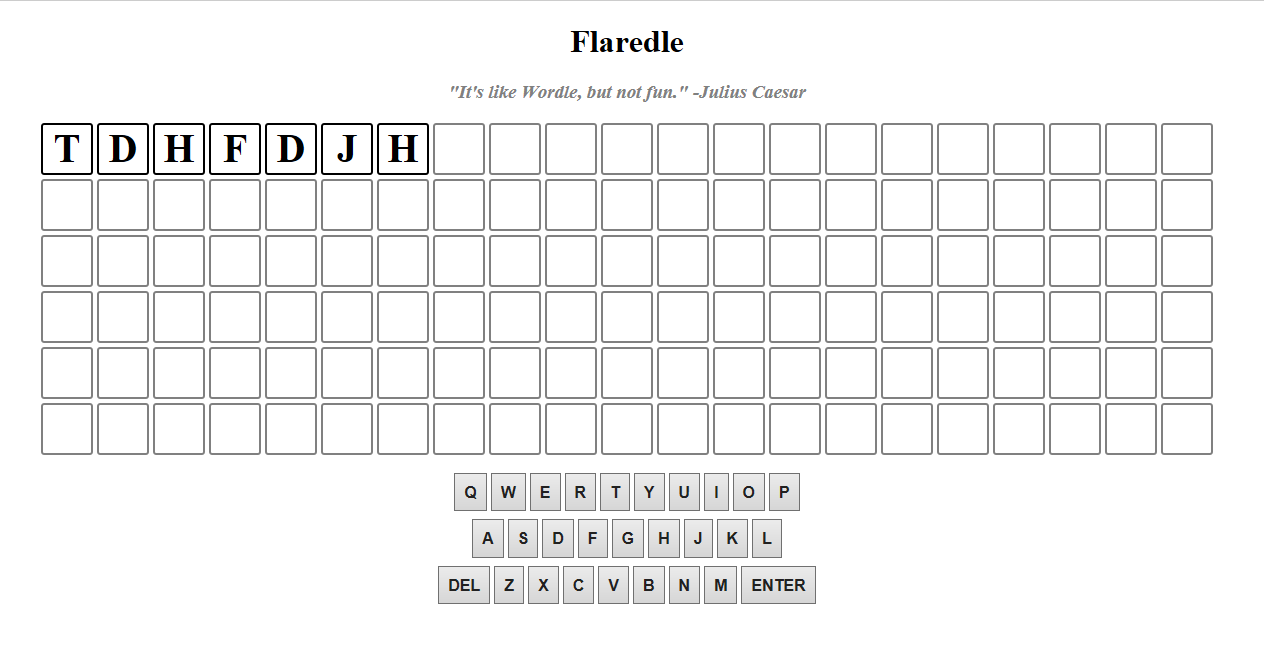 Flaredle
"It's like Wordle, but not fun." -Julius Caesar
T D H F D J H
Q W E R T Y U I O P
A S D F G H J K L
DEL Z X C V B N M ENTER